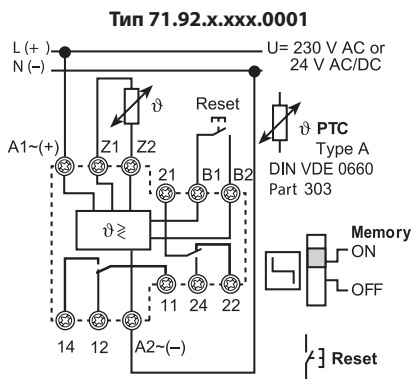 Тип 71.92.x.xxx.0001
L (+)
N (–)
U= 230 V AC or
24 V AC/DC
ϑ
Reset
ϑ PTC
Type A
DIN VDE 0660
Part 303
A1~(+) Z1 Z2
21 B1 B2
ϑ≷
Memory
ON
OFF
11 24 22
14 12 A2~(–)
Reset